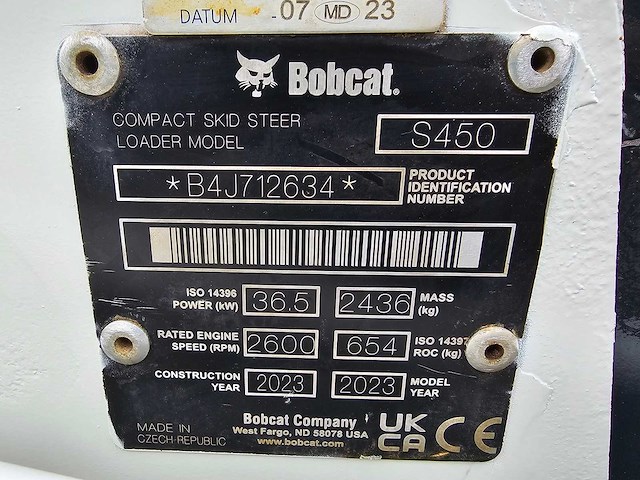 DATUM - 07 MD 23
Bobcat.
COMPACT SKID STEER
LOADER MODEL
S450
*B4J712634*
PRODUCT
IDENTIFICATION
NUMBER
ISO 14396
POWER (kW)
36.5
2436
MASS
(kg)
RATED ENGINE
SPEED (RPM)
2600
654
ISO 14397
ROC (kg)
CONSTRUCTION
YEAR
2023
2023
MODEL
YEAR
MADE IN
CZECH-REPUBLIC
Bobcat Company
West Fargo, ND 58078 USA
www.bobcat.com
UK
CA
CE